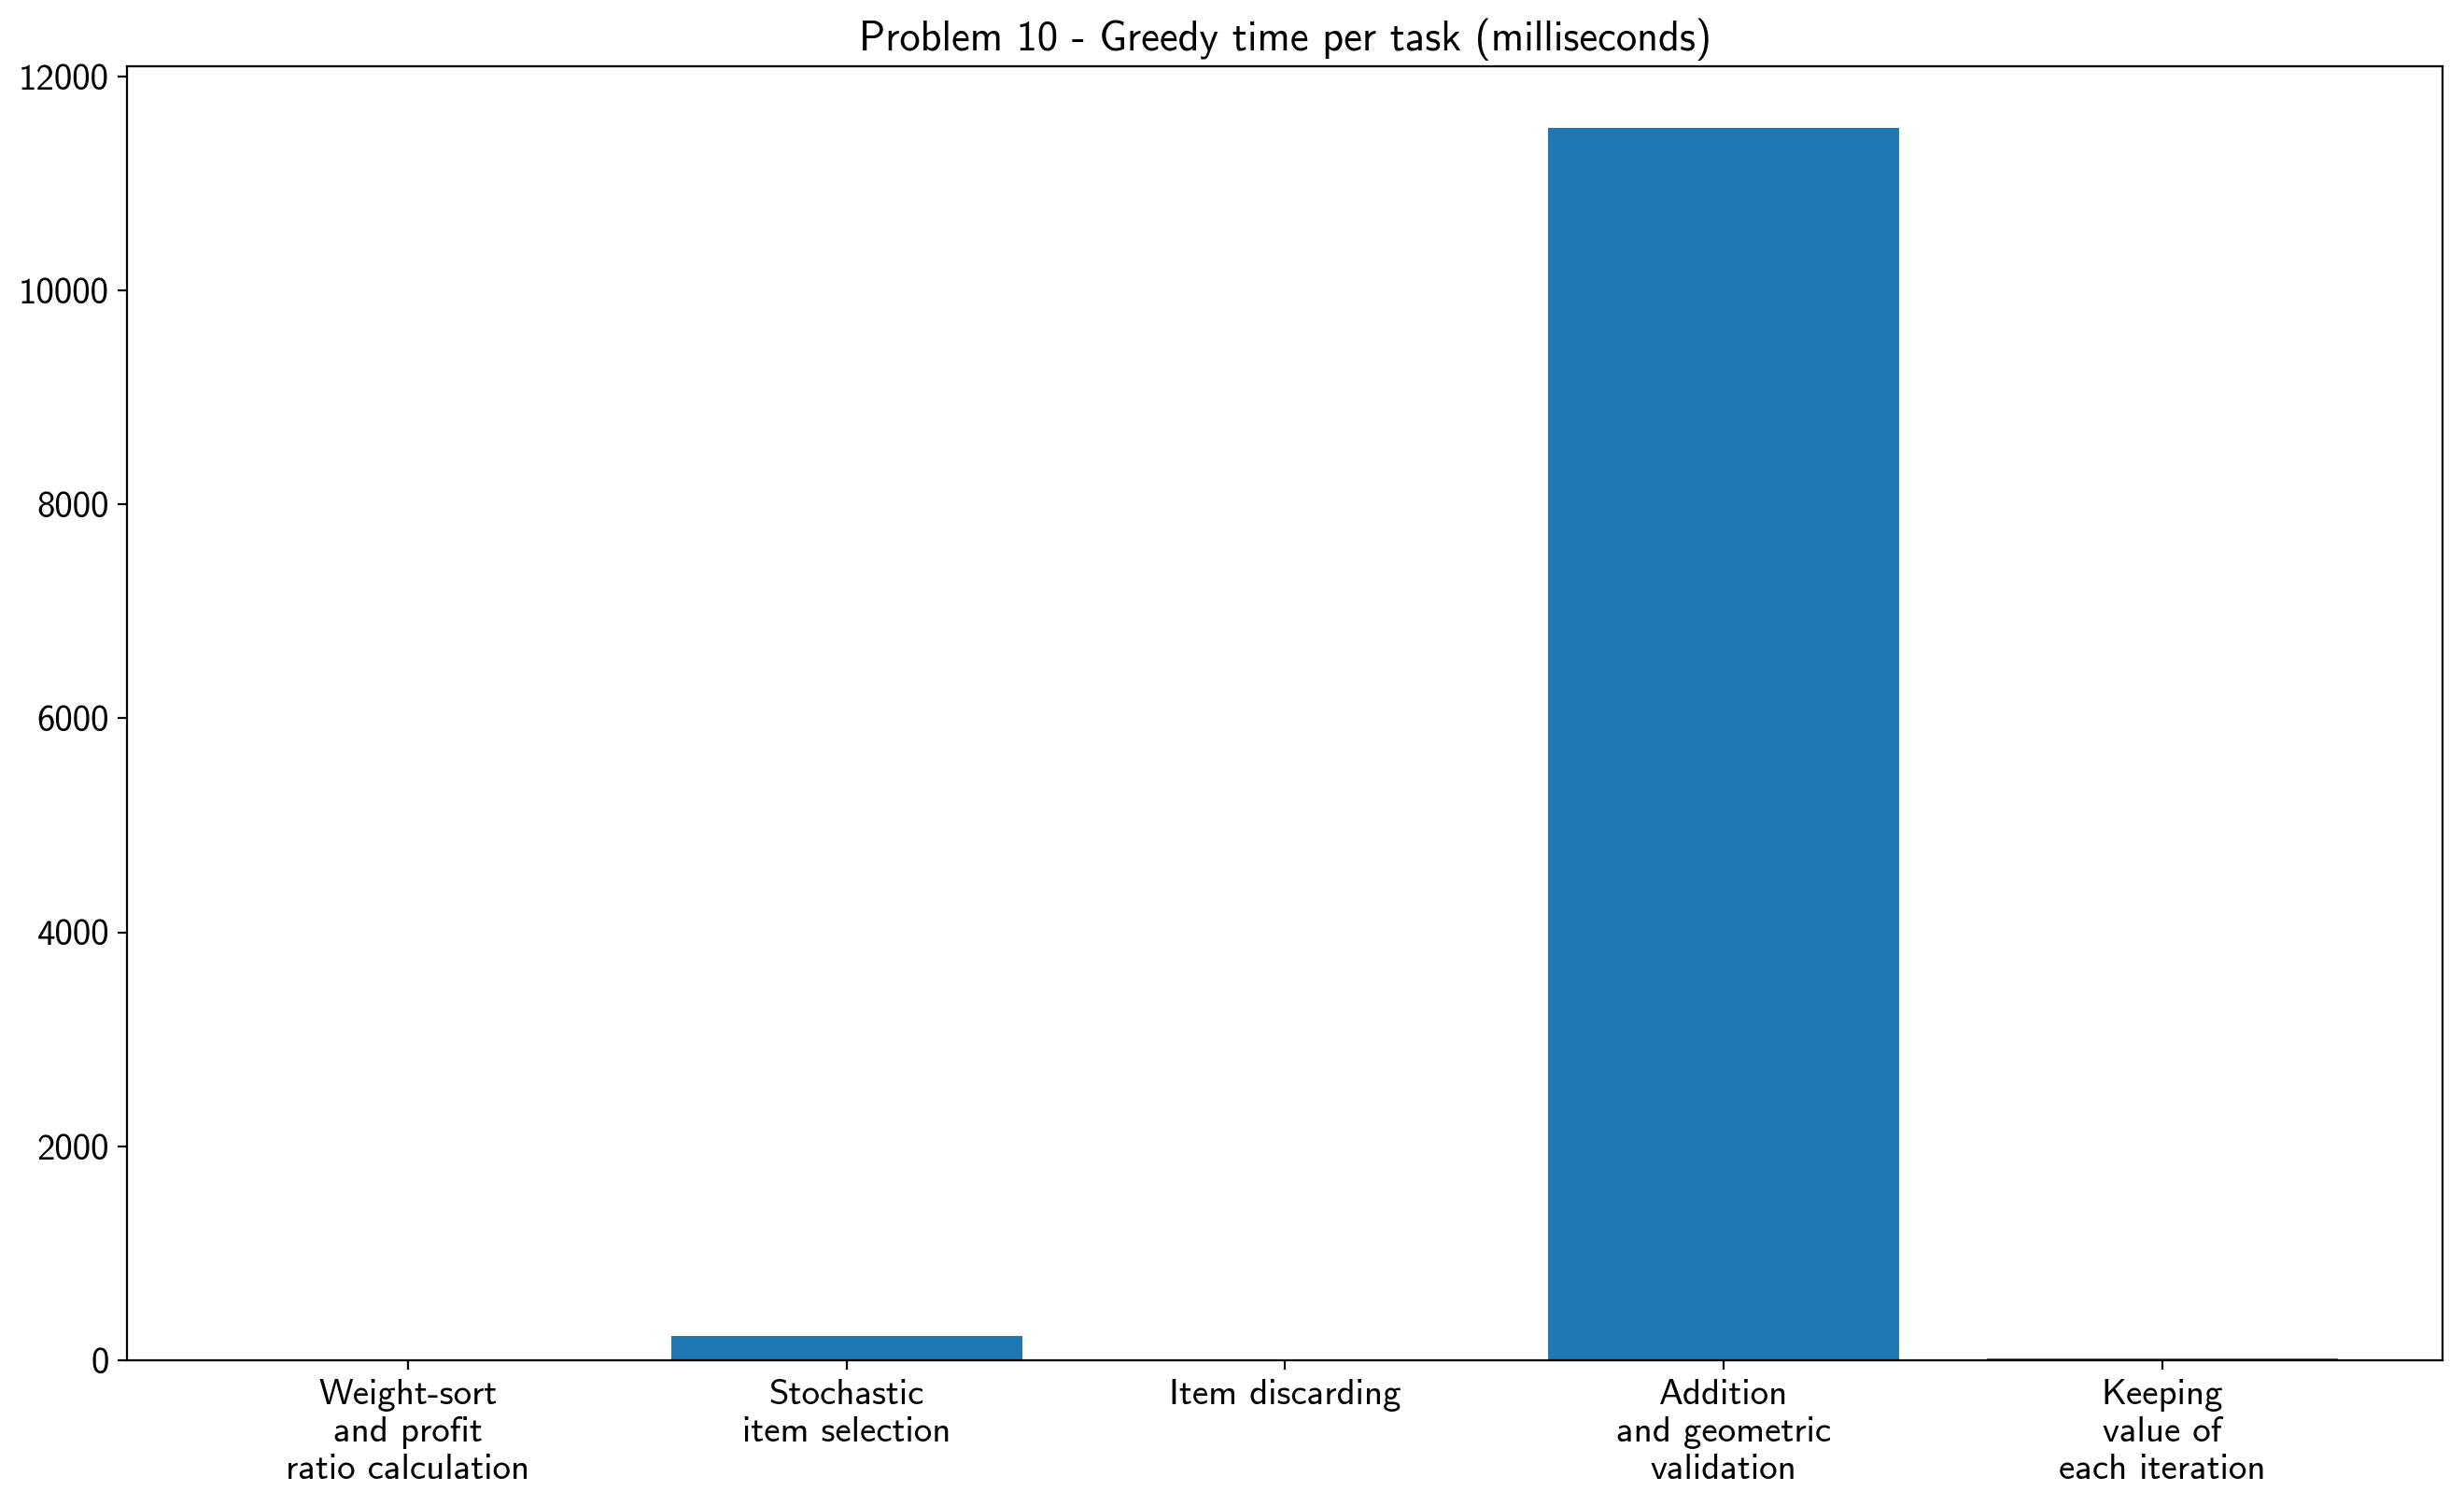 Problem 10 - Greedy time per task (milliseconds)
12000
10000
8000
6000
4000
2000
0
Weight-sort
and profit
ratio calculation
Stochastic
item selection
Item discarding
Addition
and geometric
validation
Keeping
value of
each iteration